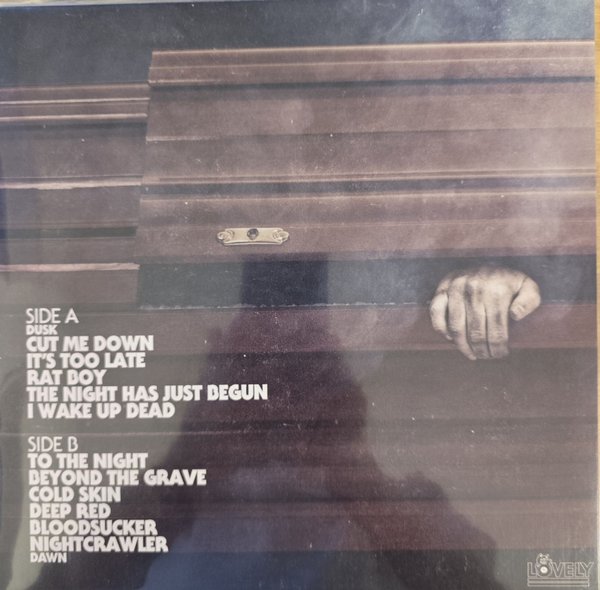 SIDE A
DUSK
CUT ME DOWN
IT'S TOO LATE
RAT BOY
THE NIGHT HAS JUST BEGUN
I WAKE UP DEAD
SIDE B
TO THE NIGHT
BEYOND THE GRAVE
COLD SKIN
DEEP RED
BLOODSUCKER
NIGHTCRAWLER
DAWN
LOVELY